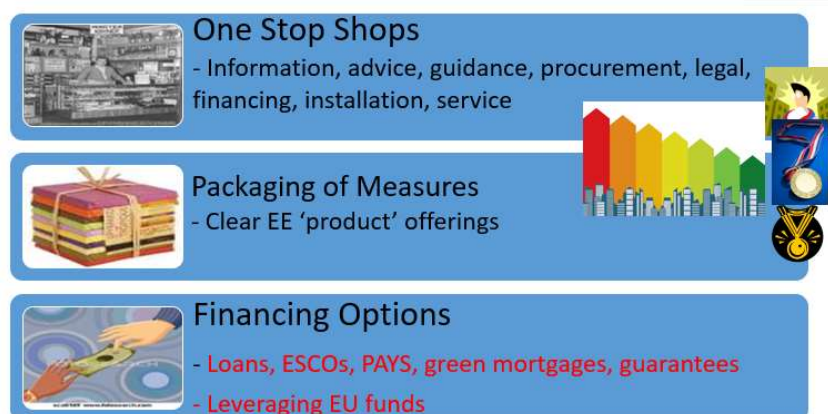 One Stop Shops
- Information, advice, guidance, procurement, legal,
financing, installation, service
Packaging of Measures
- Clear EE ‘product’ offerings
Financing Options
- Loans, ESCOs, PAYS, green mortgages, guarantees
- Leveraging EU funds